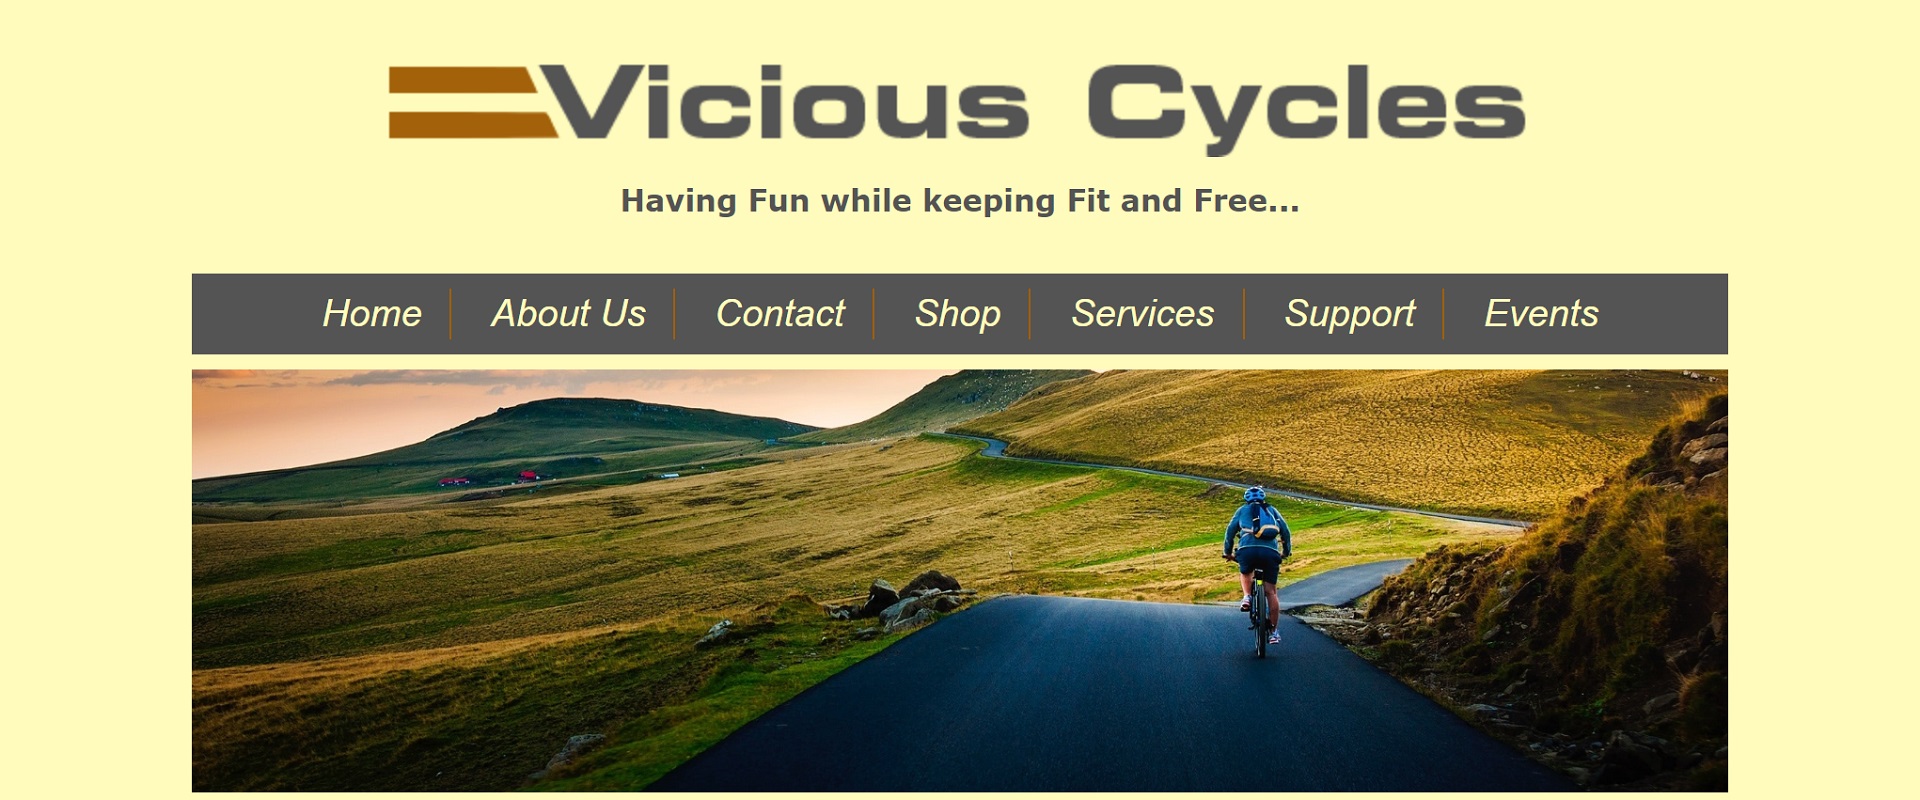 Vicious Cycles
Having Fun while keeping Fit and Free...
Home About Us Contact Shop Services Support Events